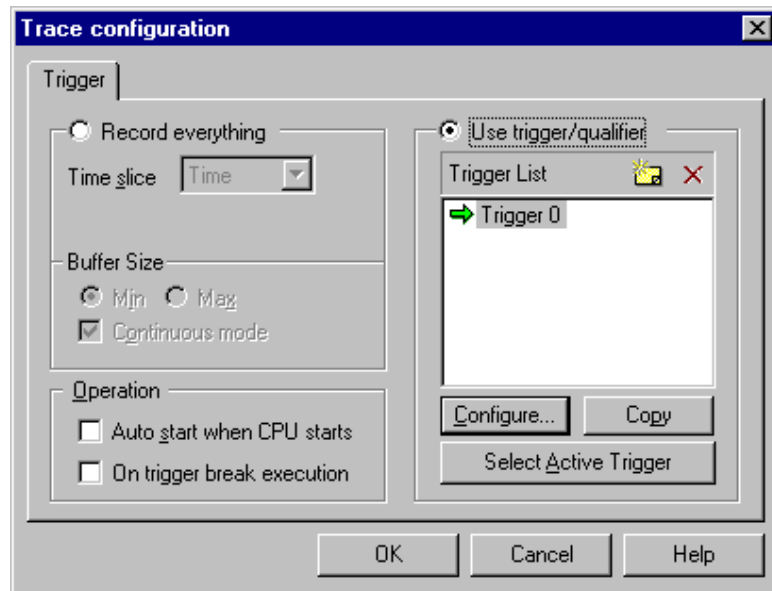 Trace configuration
Trigger
Record everything
Time slice
Time
Buffer Size
Min
Max
Continuous mode
Operation
Auto start when CPU starts
On trigger break execution
Use trigger/qualifier
Trigger List
Trigger 0
Configure...
Copy
Select Active Trigger
OK
Cancel
Help